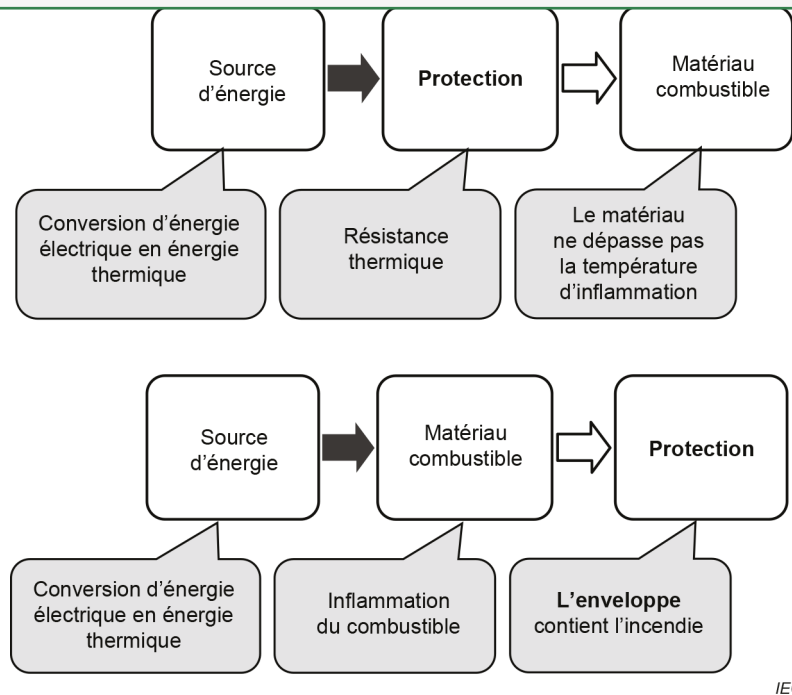 Source
d'énergie
Protection
Matériau
combustible
Conversion d'énergie
électrique en énergie
thermique
Résistance
thermique
Le matériau
ne dépasse pas
la température
d'inflammation
Source
d'énergie
Matériau
combustible
Protection
Conversion d'énergie
électrique en énergie
thermique
Inflammation
du combustible
L'enveloppe
contient l'incendie